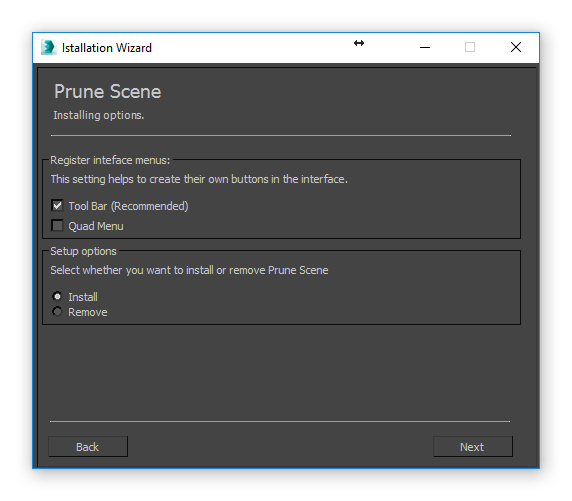 Istallation Wizard
Prune Scene
Installing options.
Register inteface menus:
This setting helps to create their own buttons in the interface.
Tool Bar (Recommended)
Quad Menu
Setup options
Select whether you want to install or remove Prune Scene
Install
Remove
Back
Next